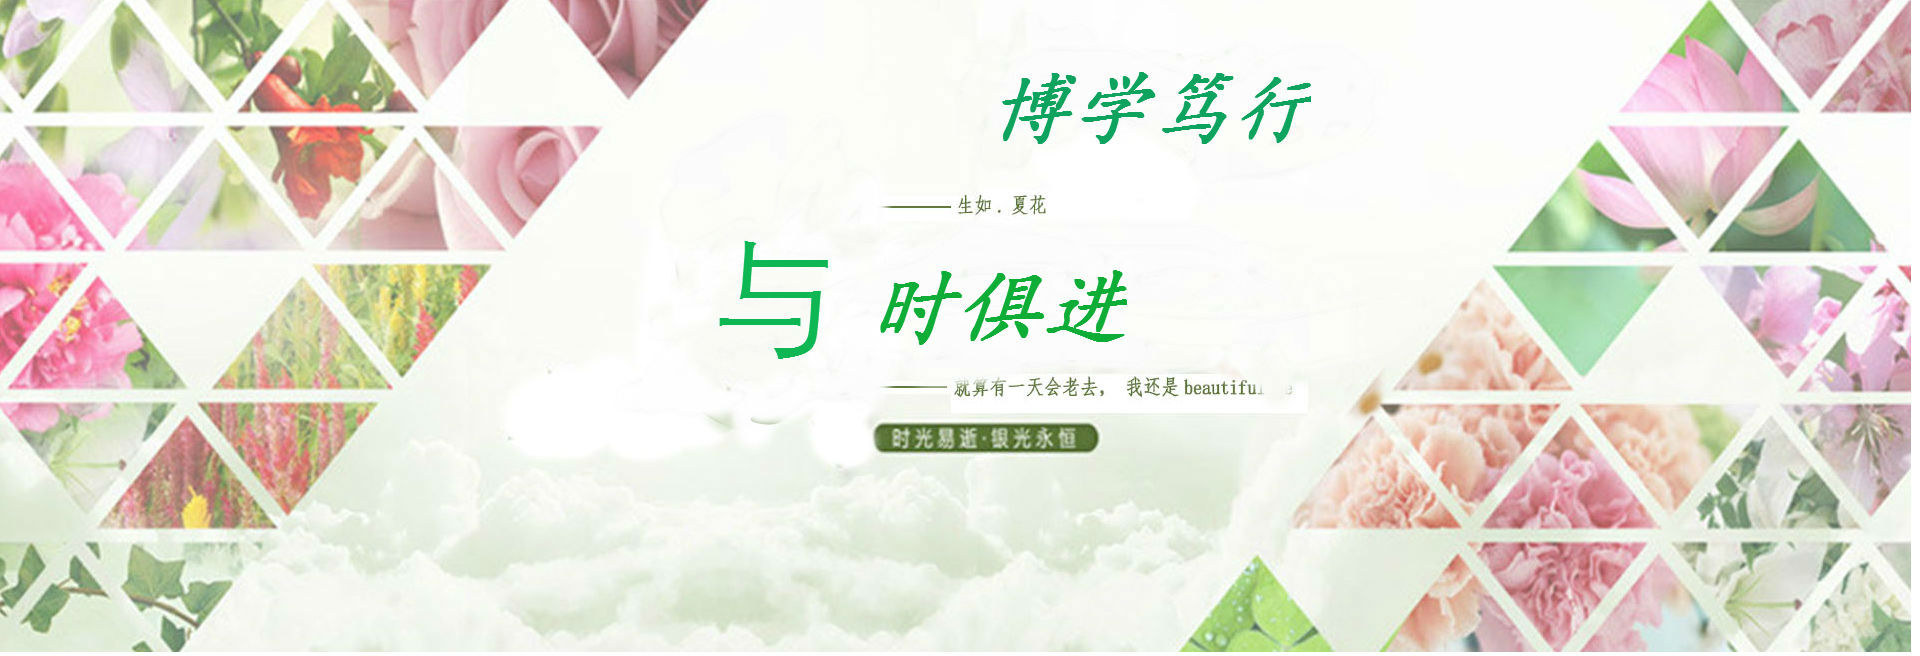 博学笃行
生如.夏花
与时俱进
就算有一天会老去， 我还是beautiful
时光易逝·银光永恒